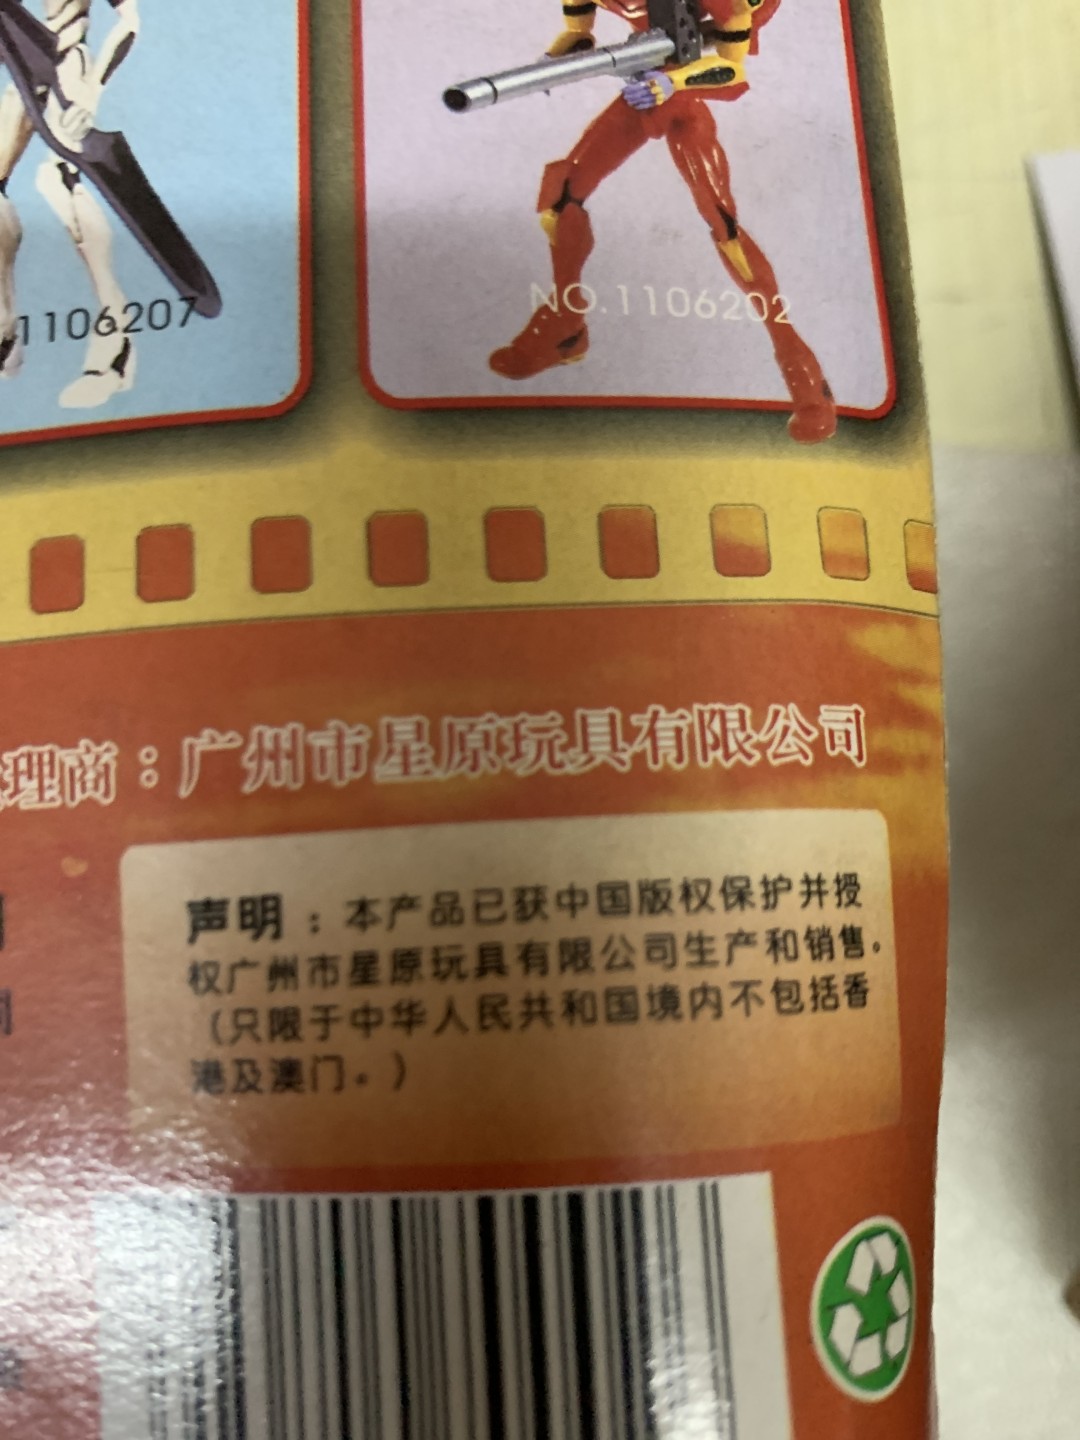 1106207
NO.1106202
理商：广州市星原玩具有限公司
声明：本产品已获中国版权保护并授
权广州市星原玩具有限公司生产和销售。
（只限于中华人民共和国境内不包括香
港及澳门。）